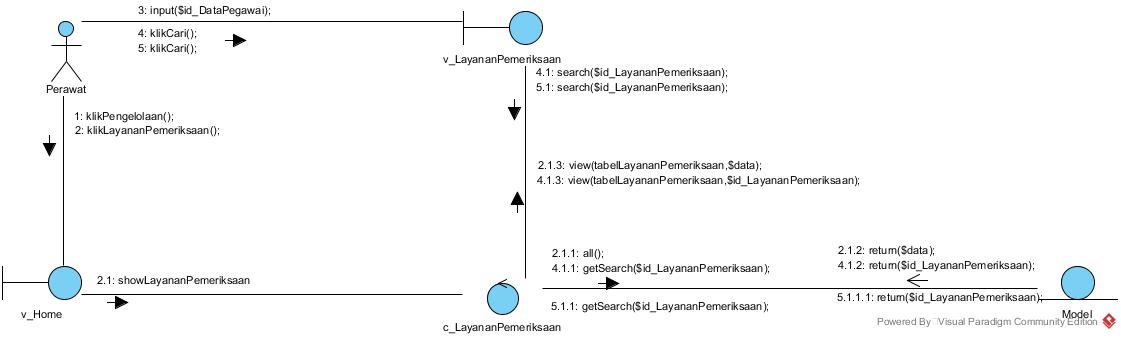 3: input($id_DataPegawai);
4: klikCari();
5: klikCari();
v_LayananPemeriksaan
4.1: search($id_LayananPemeriksaan);
5.1: search($id_LayananPemeriksaan);
Perawat
1: klikPengelolaan();
2: klikLayananPemeriksaan();
2.1.3: view(tabelLayananPemeriksaan,$data);
4.1.3: view(tabelLayananPemeriksaan,$id_LayananPemeriksaan);
2.1.1: all();
4.1.1: getSearch($id_LayananPemeriksaan);
2.1.2: return($data);
4.1.2: return($id_LayananPemeriksaan);
2.1: showLayananPemeriksaan
5.1.1: getSearch($id_LayananPemeriksaan);
5.1.1.1: return($id_LayananPemeriksaan);
v_Home
c_LayananPemeriksaan
Model
Powered By Visual Paradigm Community Edition